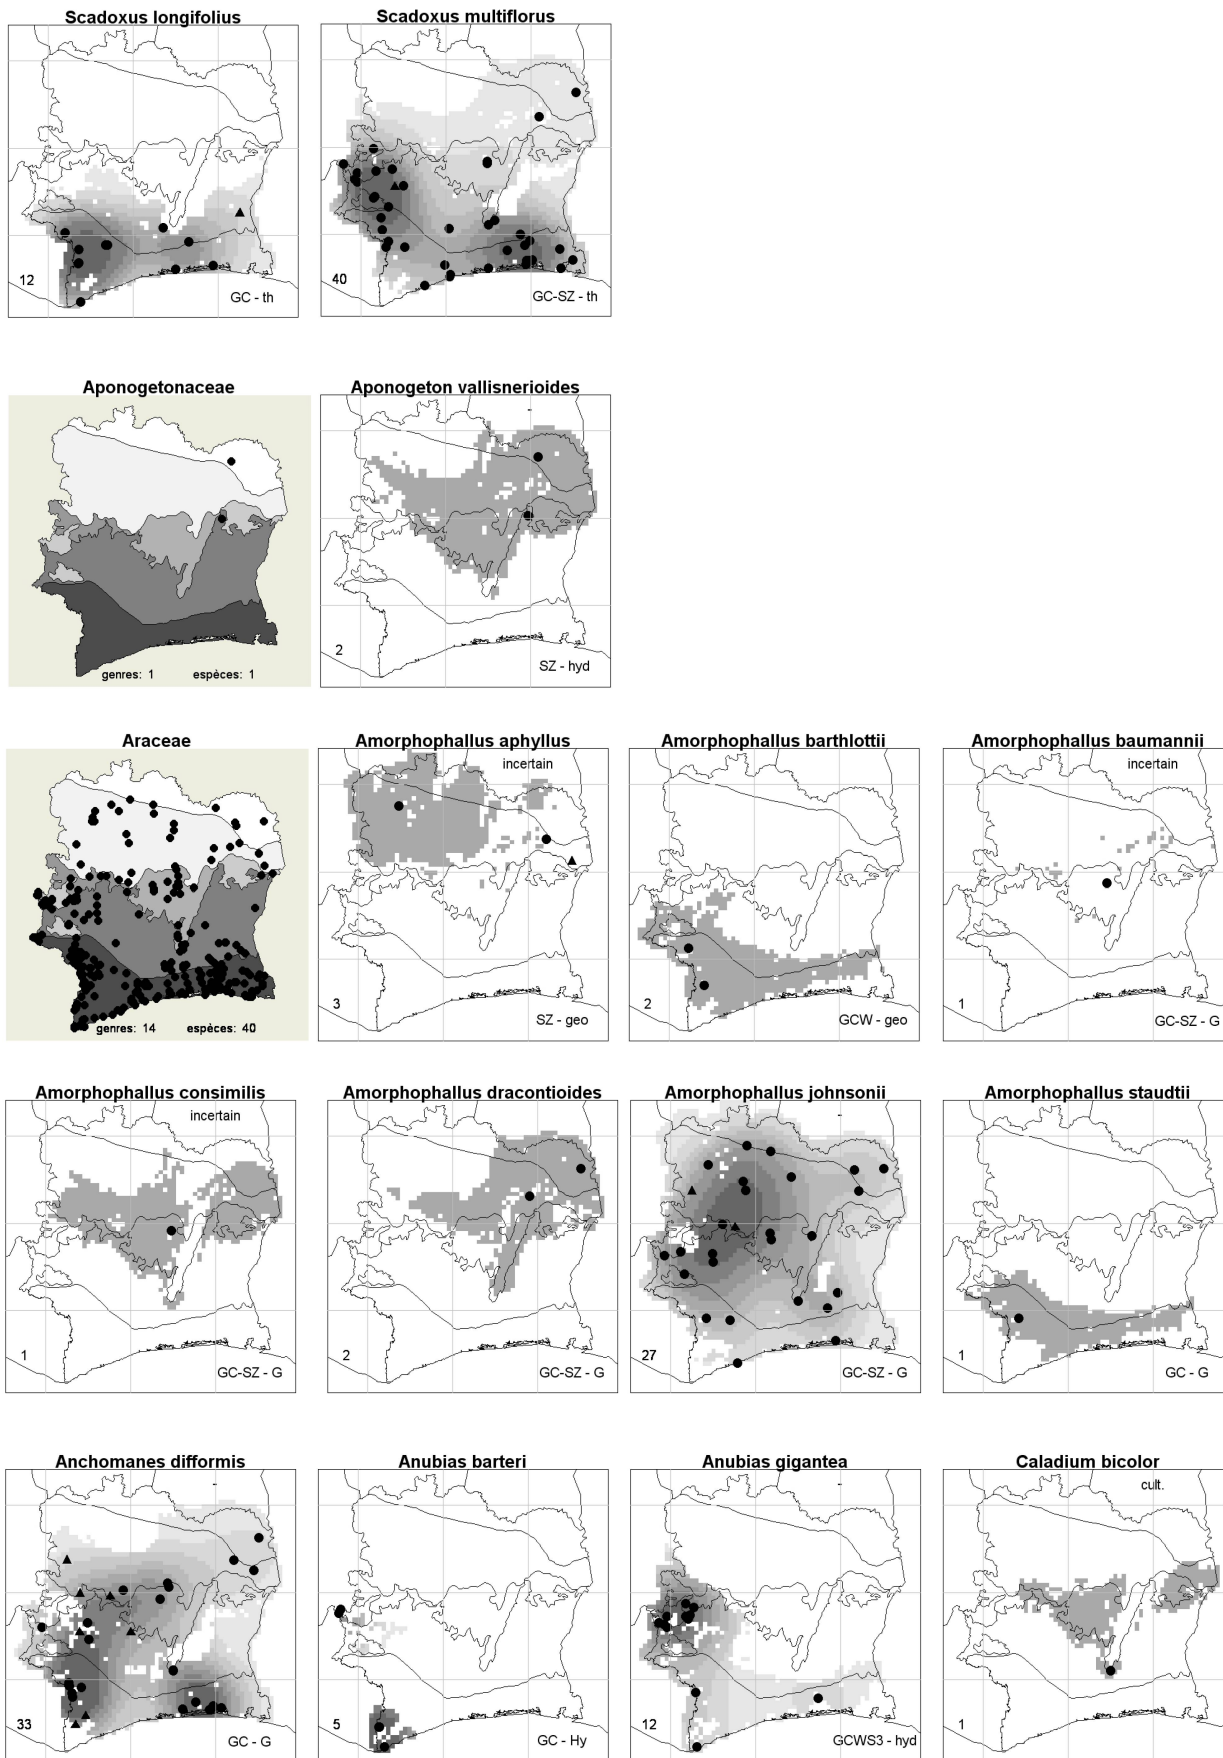 Scadoxus longifolius
12
GC - th
Scadoxus multiflorus
40
GC-SZ - th
Aponogetonaceae
genres: 1 espèces: 1
Aponogeton vallisnerioides
2
SZ - hyd
Araceae
genres: 14 espèces: 40
Amorphophallus aphyllus
incertain
3
SZ - geo
Amorphophallus barthlottii
2
GCW - geo
Amorphophallus baumannii
incertain
1
GC-SZ - G
Amorphophallus consimilis
incertain
1
GC-SZ - G
Amorphophallus dracontioides
2
GC-SZ - G
Amorphophallus johnsonii
27
GC-SZ - G
Amorphophallus staudtii
1
GC - G
Anchomanes difformis
33
GC - G
Anubias barteri
5
GC - Hy
Anubias gigantea
12
GCWS3 - hyd
Caladium bicolor
cult.
1